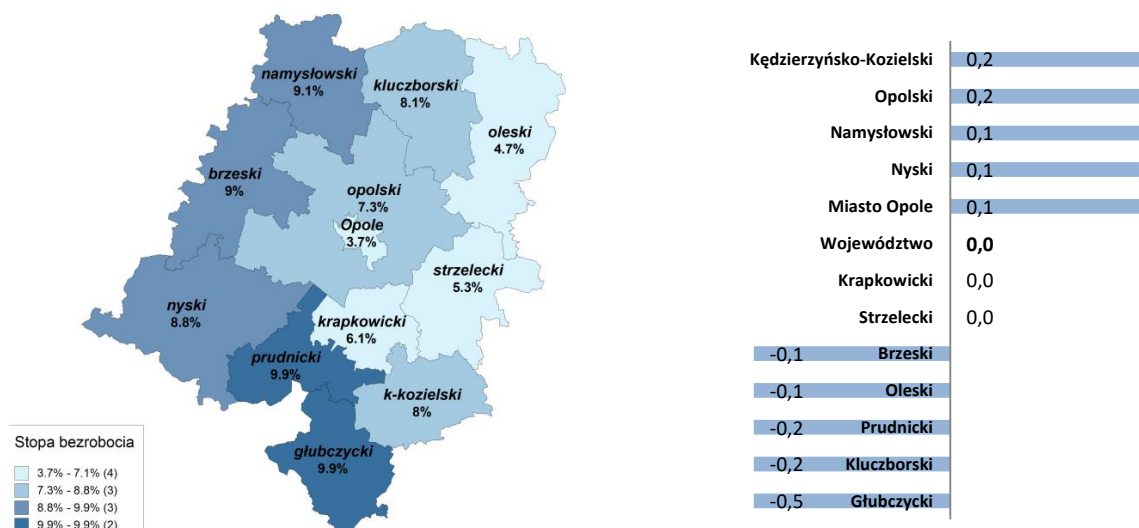 namysłowski
9.1%
kluczborski
8.1%
oleski
4.7%
brzeski
9%
opolski
7.3%
Opole
3.7%
strzelecki
5.3%
nyski
8.8%
krapkowicki
6.1%
prudnicki
9.9%
k-kozielski
8%
głubczycki
9.9%
Stopa bezrobocia
3.7% - 7.1% (4)
7.3% - 8.8% (3)
8.8% - 9.9% (3)
9.9% - 9.9% (2)
Kędzierzyńsko-Kozielski 0,2
Opolski 0,2
Namysłowski 0,1
Nyski 0,1
Miasto Opole 0,1
Województwo 0,0
Krapkowicki 0,0
Strzelecki 0,0
-0,1 Brzeski
-0,1 Oleski
-0,2 Prudnicki
-0,2 Kluczborski
-0,5 Głubczycki